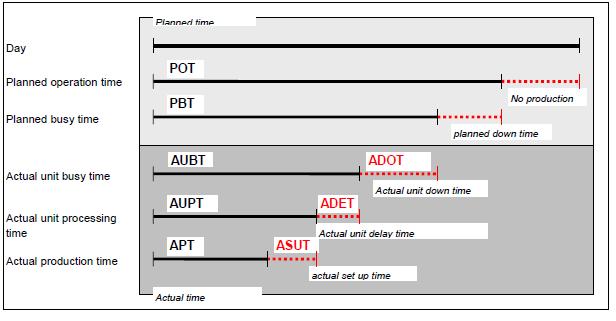 Planned time
Day
POT
Planned operation time
No production
PBT
Planned busy time
planned down time
AUBT
ADOT
Actual unit busy time
Actual unit down time
AUPT
ADET
Actual unit processing
time
Actual unit delay time
APT
ASUT
Actual production time
actual set up time
Actual time